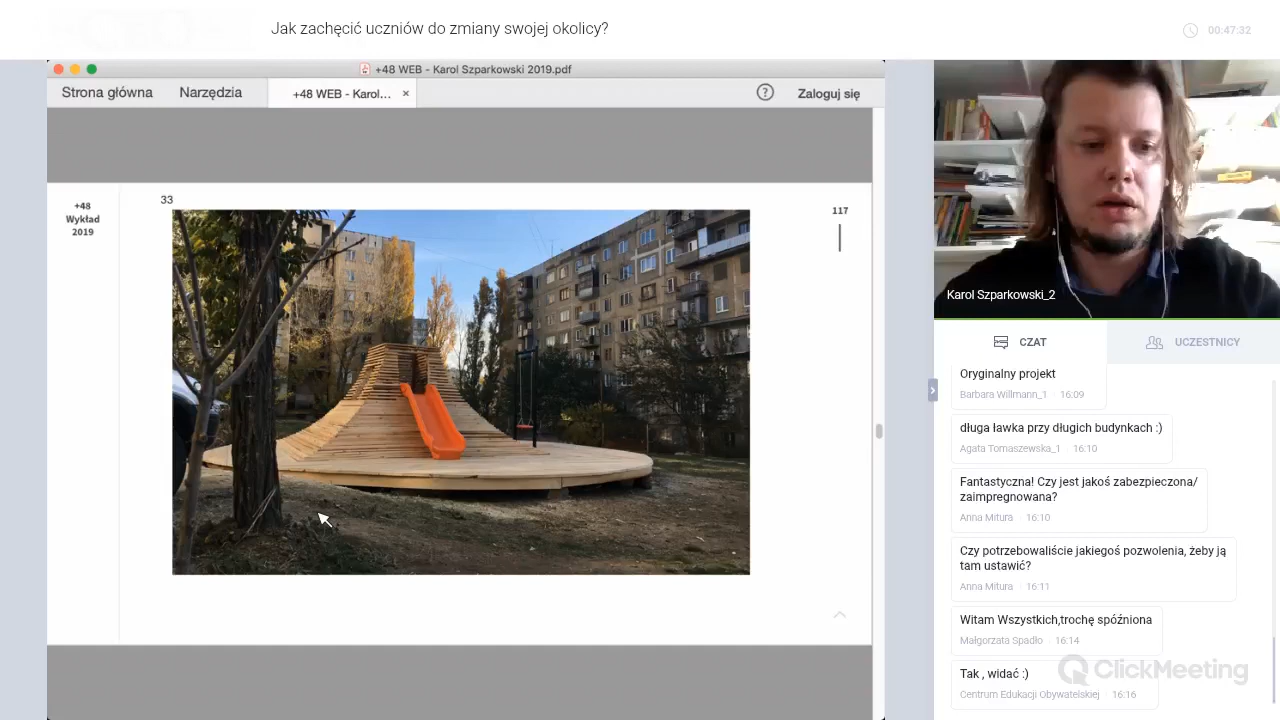 Jak zachęcić uczniów do zmiany swojej okolicy?
00:47:32
+48 WEB - Karol Szparkowski 2019.pdf
Strona główna
Narzędzia
+48 WEB - Karol...
×
?
Zaloguj się
+48
Wykład
2019
33
117
Karol Szparkowski_2
CZAT
UCZESTNICY
Oryginalny projekt
Barbara Willmann_1 · 16:09
długa ławka przy długich budynkach :)
Agata Tomaszewska_1 · 16:10
Fantastyczna! Czy jest jakoś zabezpieczona/
zaimpregnowana?
Anna Mitura · 16:10
Czy potrzebowaliście jakiegoś pozwolenia, żeby ją
tam ustawić?
Anna Mitura · 16:11
Witam Wszystkich,trochę spóźniona
Małgorzata Spadło · 16:14
Tak , widać :)
Centrum Edukacji Obywatelskiej · 16:16
ClickMeeting